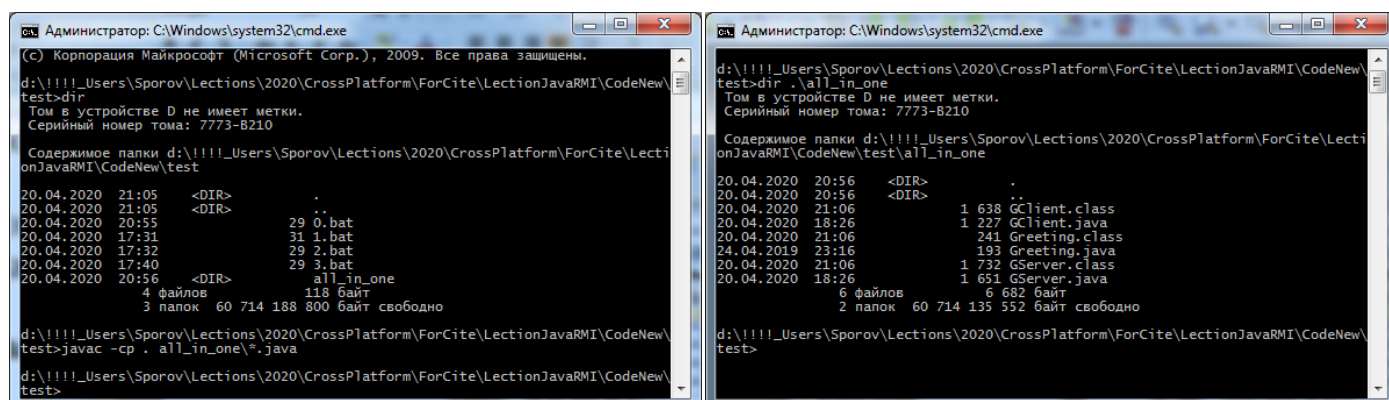 Администратор: C:\Windows\system32\cmd.exe
(c) Корпорация Майкрософт (Microsoft Corp.), 2009. Все права защищены.
d:\!!!!_Users\Sporov\Lections\2020\CrossPlatform\ForCite\LectionJavaRMI\CodeNew\
test>dir
Том в устройстве D не имеет метки.
Серийный номер тома: 7773-B210
Содержимое папки d:\!!!!_Users\Sporov\Lections\2020\CrossPlatform\ForCite\Lecti
onJavaRMI\CodeNew\test
20.04.2020 21:05 <DIR> .
20.04.2020 21:05 <DIR> ..
20.04.2020 20:55 29 0.bat
20.04.2020 17:31 31 1.bat
20.04.2020 17:32 29 2.bat
20.04.2020 17:40 29 3.bat
20.04.2020 20:56 <DIR> all_in_one
4 файлов 118 байт
3 папок 60 714 188 800 байт свободно
d:\!!!!_Users\Sporov\Lections\2020\CrossPlatform\ForCite\LectionJavaRMI\CodeNew\
test>javac -cp . all_in_one\*.java
d:\!!!!_Users\Sporov\Lections\2020\CrossPlatform\ForCite\LectionJavaRMI\CodeNew\
test>
Администратор: C:\Windows\system32\cmd.exe
d:\!!!!_Users\Sporov\Lections\2020\CrossPlatform\ForCite\LectionJavaRMI\CodeNew\
test>dir .\all_in_one
Том в устройстве D не имеет метки.
Серийный номер тома: 7773-B210
Содержимое папки d:\!!!!_Users\Sporov\Lections\2020\CrossPlatform\ForCite\Lecti
onJavaRMI\CodeNew\test\all_in_one
20.04.2020 20:56 <DIR> .
20.04.2020 20:56 <DIR> ..
20.04.2020 21:06 1 638 GClient.class
20.04.2020 18:26 1 227 GClient.java
20.04.2020 21:06 241 Greeting.class
24.04.2019 23:16 193 Greeting.java
20.04.2020 21:06 1 732 GServer.class
20.04.2020 18:26 1 651 GServer.java
6 файлов 6 682 байт
2 папок 60 714 135 552 байт свободно
d:\!!!!_Users\Sporov\Lections\2020\CrossPlatform\ForCite\LectionJavaRMI\CodeNew\
test>